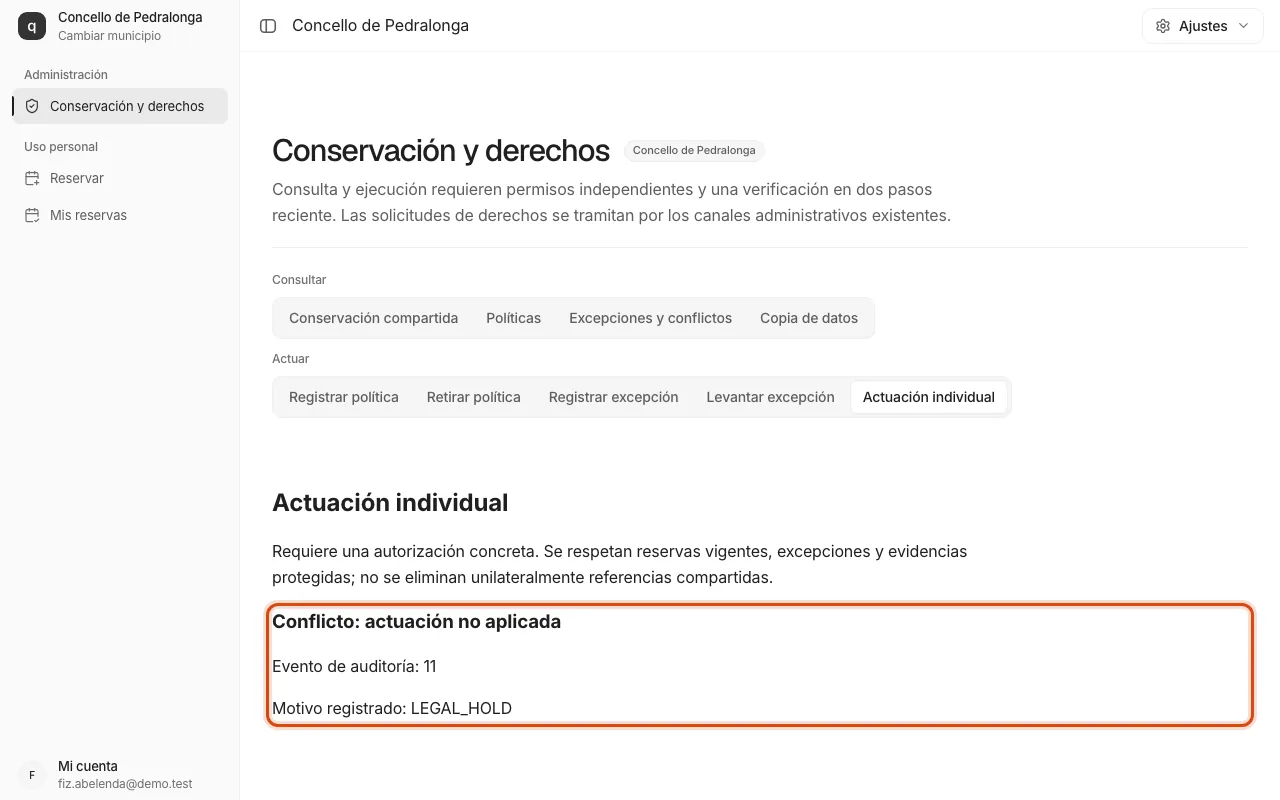 q
Concello de Pedralonga
Cambiar municipio
Administración
Conservación y derechos
Uso personal
Reservar
Mis reservas
F
Mi cuenta
fiz.abelenda@demo.test
Concello de Pedralonga
Ajustes
Conservación y derechos
Concello de Pedralonga
Consulta y ejecución requieren permisos independientes y una verificación en dos pasos
reciente. Las solicitudes de derechos se tramitan por los canales administrativos existentes.
Consultar
Conservación compartida Políticas Excepciones y conflictos Copia de datos
Actuar
Registrar política Retirar política Registrar excepción Levantar excepción Actuación individual
Actuación individual
Requiere una autorización concreta. Se respetan reservas vigentes, excepciones y evidencias
protegidas; no se eliminan unilateralmente referencias compartidas.
Conflicto: actuación no aplicada
Evento de auditoría: 11
Motivo registrado: LEGAL_HOLD